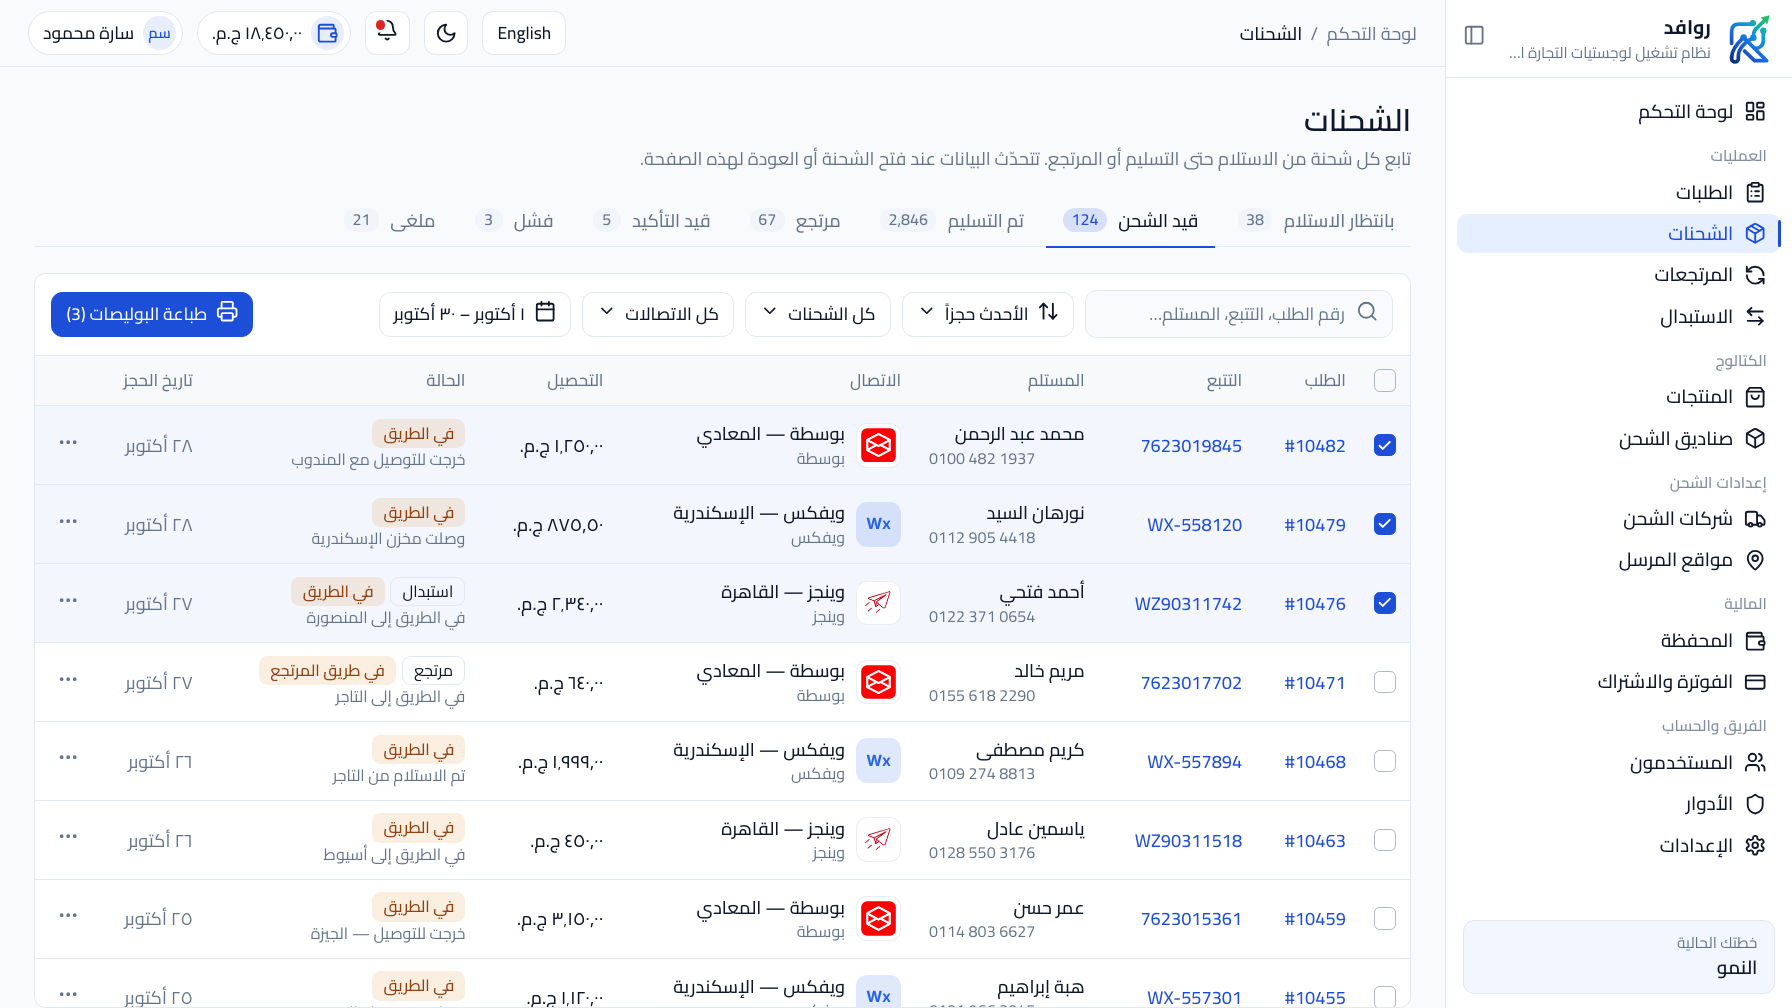 روافد
نظام تشغيل لوجستيات التجارة ا...
لوحة التحكم / الشحنات
English
١٨,٤٥٠,٠٠ ج.م.
سم سارة محمود
لوحة التحكم
العمليات
الطلبات
الشحنات
المرتجعات
الاستبدال
الكتالوج
المنتجات
صناديق الشحن
إعدادات الشحن
شركات الشحن
مواقع المرسل
المالية
المحفظة
الفوترة والاشتراك
الفريق والحساب
المستخدمون
الأدوار
الإعدادات
خطتك الحالية
النمو
الشحنات
تابع كل شحنة من الاستلام حتى التسليم أو المرتجع. تتحدّث البيانات عند فتح الشحنة أو العودة لهذه الصفحة.
بانتظار الاستلام 38 قيد الشحن 124 تم التسليم 2,846 مرتجع 67 قيد التأكيد 5 فشل 3 ملغى 21
رقم الطلب، التتبع، المستلم... الأحدث حجزاً كل الشحنات كل الاتصالات ١ أكتوبر – ٣٠ أكتوبر طباعة البوليصات (3)
الطلب التتبع المستلم الاتصال التحصيل الحالة تاريخ الحجز
#10482 7623019845 محمد عبد الرحمن بوسطة — المعادي ١,٢٥٠,٠٠ ج.م. في الطريق ٢٨ أكتوبر
0100 482 1937 بوسطة خرجت للتوصيل مع المندوب
#10479 WX-558120 نورهان السيد Wx ويفكس — الإسكندرية ٨٧٥,٥٠ ج.م. في الطريق ٢٨ أكتوبر
0112 905 4418 ويفكس وصلت مخزن الإسكندرية
#10476 WZ90311742 أحمد فتحي وينجز — القاهرة ٢,٣٤٠,٠٠ ج.م. استبدال في الطريق ٢٧ أكتوبر
0122 371 0654 وينجز في الطريق إلى المنصورة
#10471 7623017702 مريم خالد بوسطة — المعادي ٦٤٠,٠٠ ج.م. مرتجع في طريق المرتجع ٢٧ أكتوبر
0155 618 2290 بوسطة في الطريق إلى التاجر
#10468 WX-557894 كريم مصطفى Wx ويفكس — الإسكندرية ١,٩٩٩,٠٠ ج.م. في الطريق ٢٦ أكتوبر
0109 274 8813 ويفكس تم الاستلام من التاجر
#10463 WZ90311518 ياسمين عادل وينجز — القاهرة ٤٥٠,٠٠ ج.م. في الطريق ٢٦ أكتوبر
0128 550 3176 وينجز في الطريق إلى أسيوط
#10459 7623015361 عمر حسن بوسطة — المعادي ٣,١٥٠,٠٠ ج.م. في الطريق ٢٥ أكتوبر
0114 803 6627 بوسطة خرجت للتوصيل — الجيزة
#10455 WX-557301 هبة إبراهيم Wx ويفكس — الإسكندرية ١,١٢٠,٠٠ ج.م. في الطريق ٢٥ أكتوبر